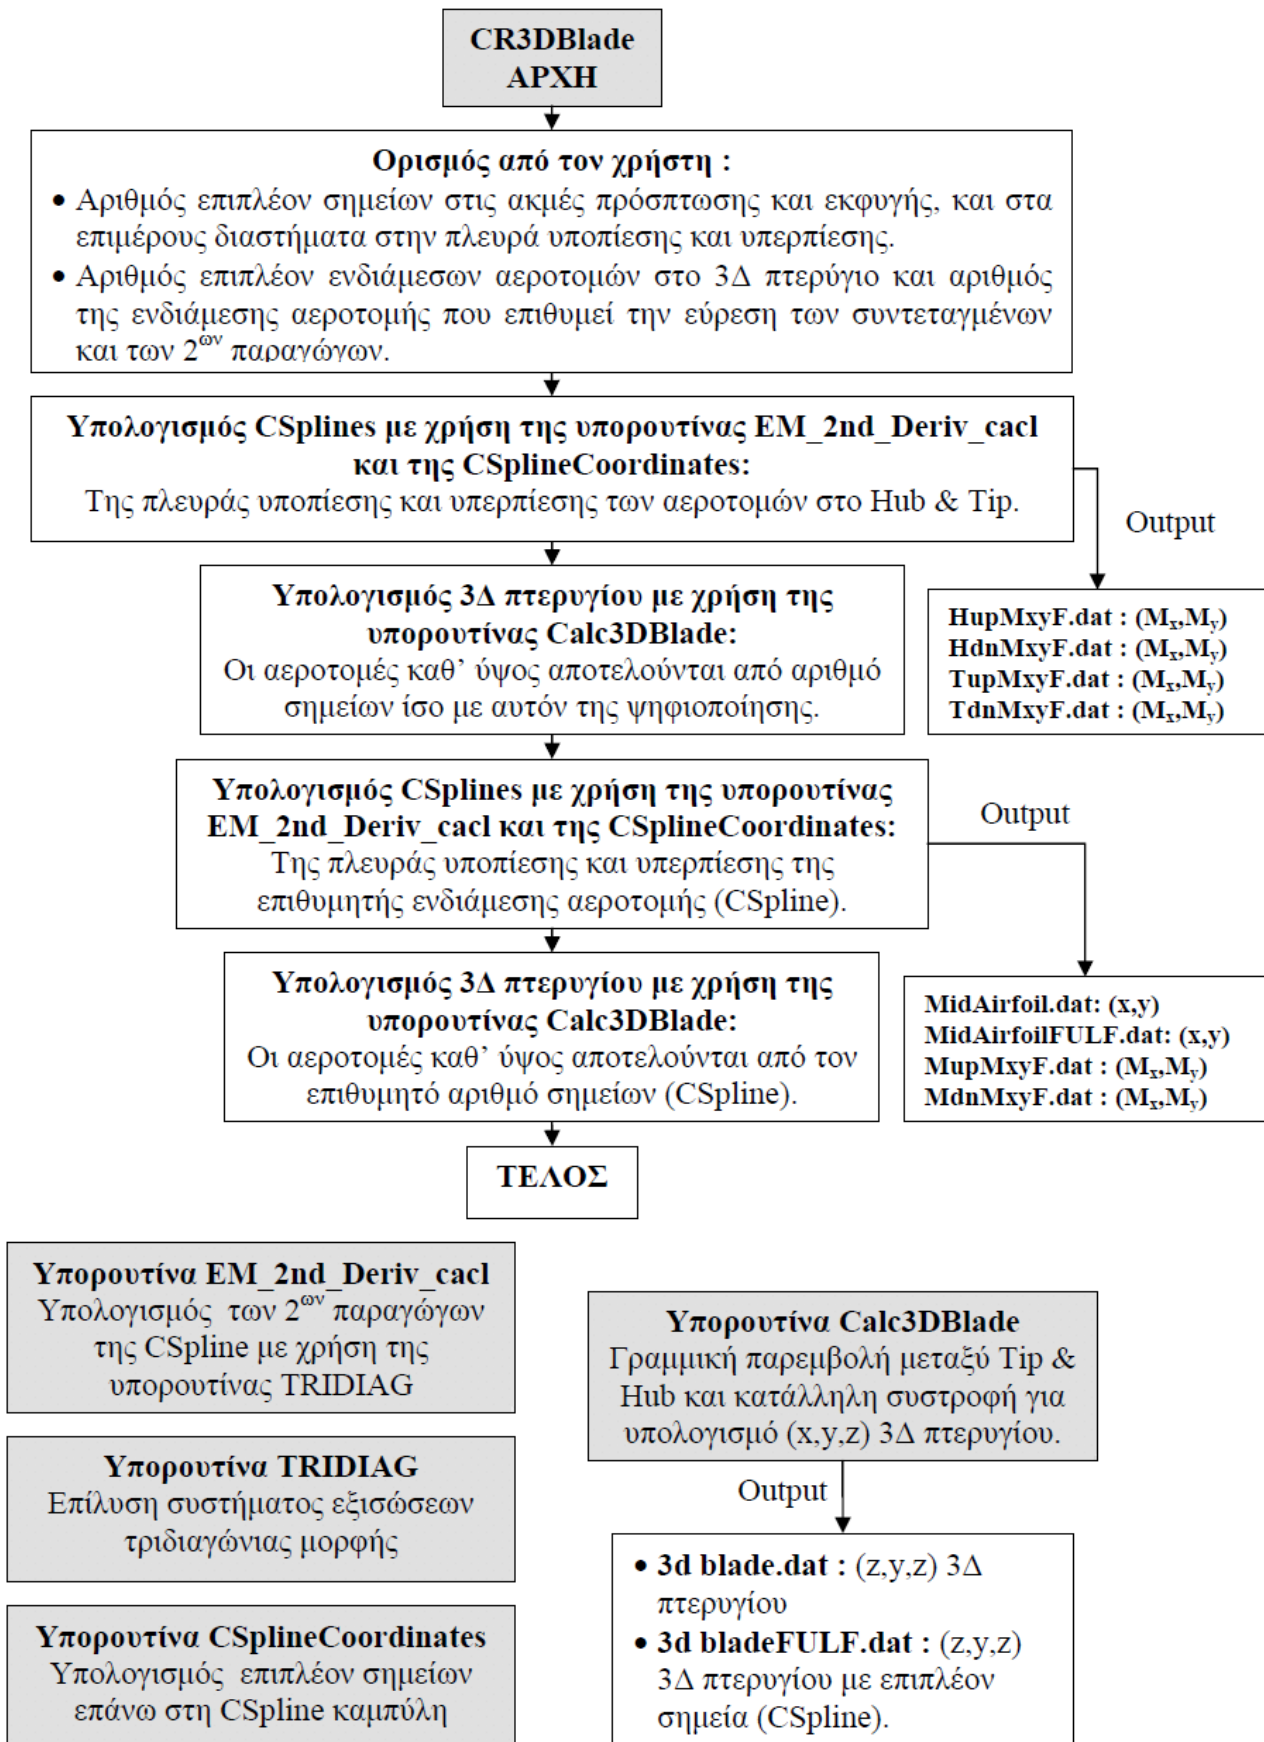 CR3DBlade
ΑΡΧΗ
Ορισμός από τον χρήστη :
• Αριθμός επιπλέον σημείων στις ακμές πρόσπτωσης και εκφυγής, και στα
επιμέρους διαστήματα στην πλευρά υποπίεσης και υπερπίεσης.
• Αριθμός επιπλέον ενδιάμεσων αεροτομών στο 3Δ πτερύγιο και αριθμός
της ενδιάμεσης αεροτομής που επιθυμεί την εύρεση των συντεταγμένων
και των 2ων παραγώγων.
Υπολογισμός CSplines με χρήση της υπορουτίνας EM_2nd_Deriv_cacl
και της CSplineCoordinates:
Της πλευράς υποπίεσης και υπερπίεσης των αεροτομών στο Hub & Tip.
Output
HupMxyF.dat : (Mx,My)
HdnMxyF.dat : (Mx,My)
TupMxyF.dat : (Mx,My)
TdnMxyF.dat : (Mx,My)
Υπολογισμός 3Δ πτερυγίου με χρήση της
υπορουτίνας Calc3DBlade:
Οι αεροτομές καθ’ ύψος αποτελούνται από αριθμό
σημείων ίσο με αυτόν της ψηφιοποίησης.
Υπολογισμός CSplines με χρήση της υπορουτίνας
EM_2nd_Deriv_cacl και της CSplineCoordinates:
Της πλευράς υποπίεσης και υπερπίεσης της
επιθυμητής ενδιάμεσης αεροτομής (CSpline).
Output
MidAirfoil.dat: (x,y)
MidAirfoilFULF.dat: (x,y)
MupMxyF.dat : (Mx,My)
MdnMxyF.dat : (Mx,My)
Υπολογισμός 3Δ πτερυγίου με χρήση της
υπορουτίνας Calc3DBlade:
Οι αεροτομές καθ’ ύψος αποτελούνται από τον
επιθυμητό αριθμό σημείων (CSpline).
ΤΕΛΟΣ
Υπορουτίνα EM_2nd_Deriv_cacl
Υπολογισμός των 2ων παραγώγων
της CSpline με χρήση της
υπορουτίνας TRIDIAG
Υπορουτίνα TRIDIAG
Επίλυση συστήματος εξισώσεων
τριδιαγώνιας μορφής
Υπορουτίνα CSplineCoordinates
Υπολογισμός επιπλέον σημείων
επάνω στη CSpline καμπύλη
Υπορουτίνα Calc3DBlade
Γραμμική παρεμβολή μεταξύ Tip &
Hub και κατάλληλη συστροφή για
υπολογισμό (x,y,z) 3Δ πτερυγίου.
Output
• 3d blade.dat : (z,y,z) 3Δ
πτερυγίου
• 3d bladeFULF.dat : (z,y,z)
3Δ πτερυγίου με επιπλέον
σημεία (CSpline).